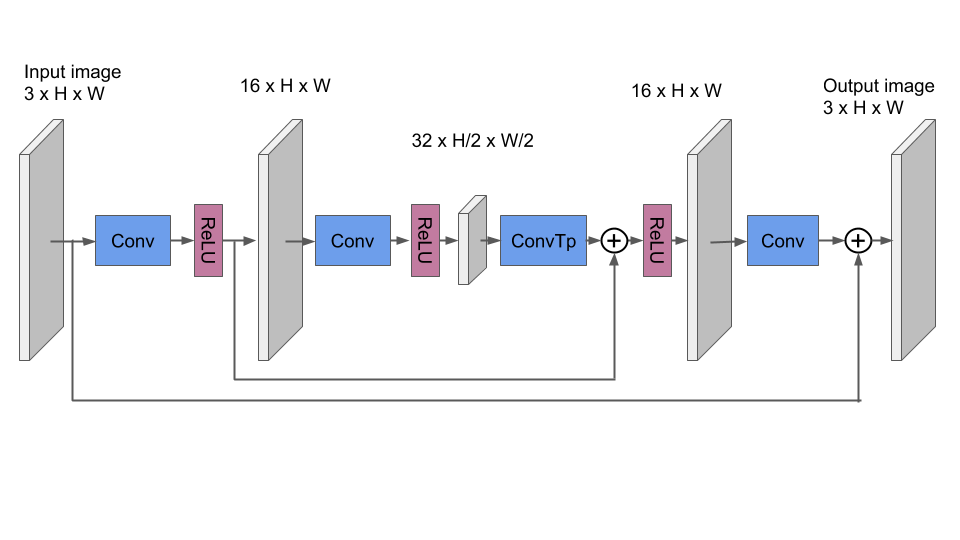 Input image
3 x H x W
16 x H x W
32 x H/2 x W/2
16 x H x W
Output image
3 x H x W
Conv
ReLU
Conv
ReLU
ConvTp
ReLU
Conv